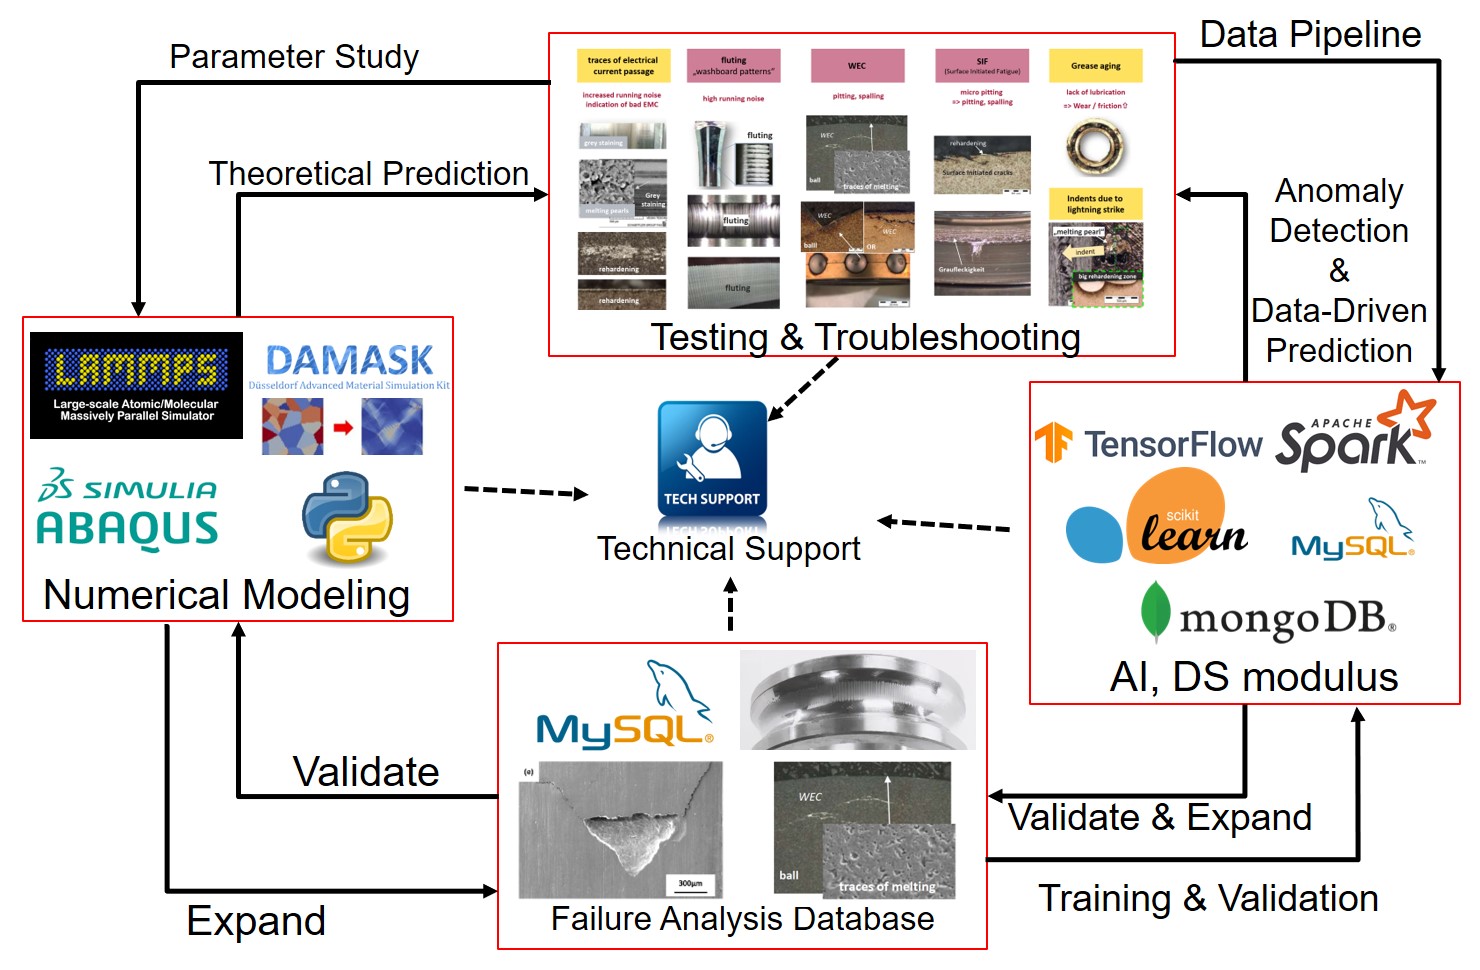 Parameter Study
Theoretical Prediction
Data Pipeline
traces of electrical
current passage
increased running noise
indication of bad EMC
grey staining
Grey
staining
melting pearls
rehardening
rehardening
fluting
„washboard patterns"
high running noise
fluting
fluting
fluting
WEC
pitting, spalling
WEC
ball
traces of melting
WEC
ball!
WEC
OR
SIF
(Surface Initiated Fatigue)
micro pitting
=> pitting, spalling
rehardening
Surface Initiated cracks
Graufleckigkeit
Grease aging
lack of lubrication
=> Wear / friction⇧
Indents due to
lightning strike
„melting pearl"
indent
big rehardening zone
Testing & Troubleshooting
Anomaly
Detection
&
Data-Driven
Prediction
LAMMPS
Large-scale Atomic/Molecular
Massively Parallel Simulator
DAMASK
Düsseldorf Advanced Material Simulation Kit
SIMULIA
ABAQUS
Numerical Modeling
TECH SUPPORT
Technical Support
TensorFlow
APACHE
Spark™
scikit
learn
MySQL®
mongoDB®
AI, DS modulus
MySQL®
(e)
300µm
WEC
ball
traces of melting
Failure Analysis Database
Validate
Expand
Validate & Expand
Training & Validation